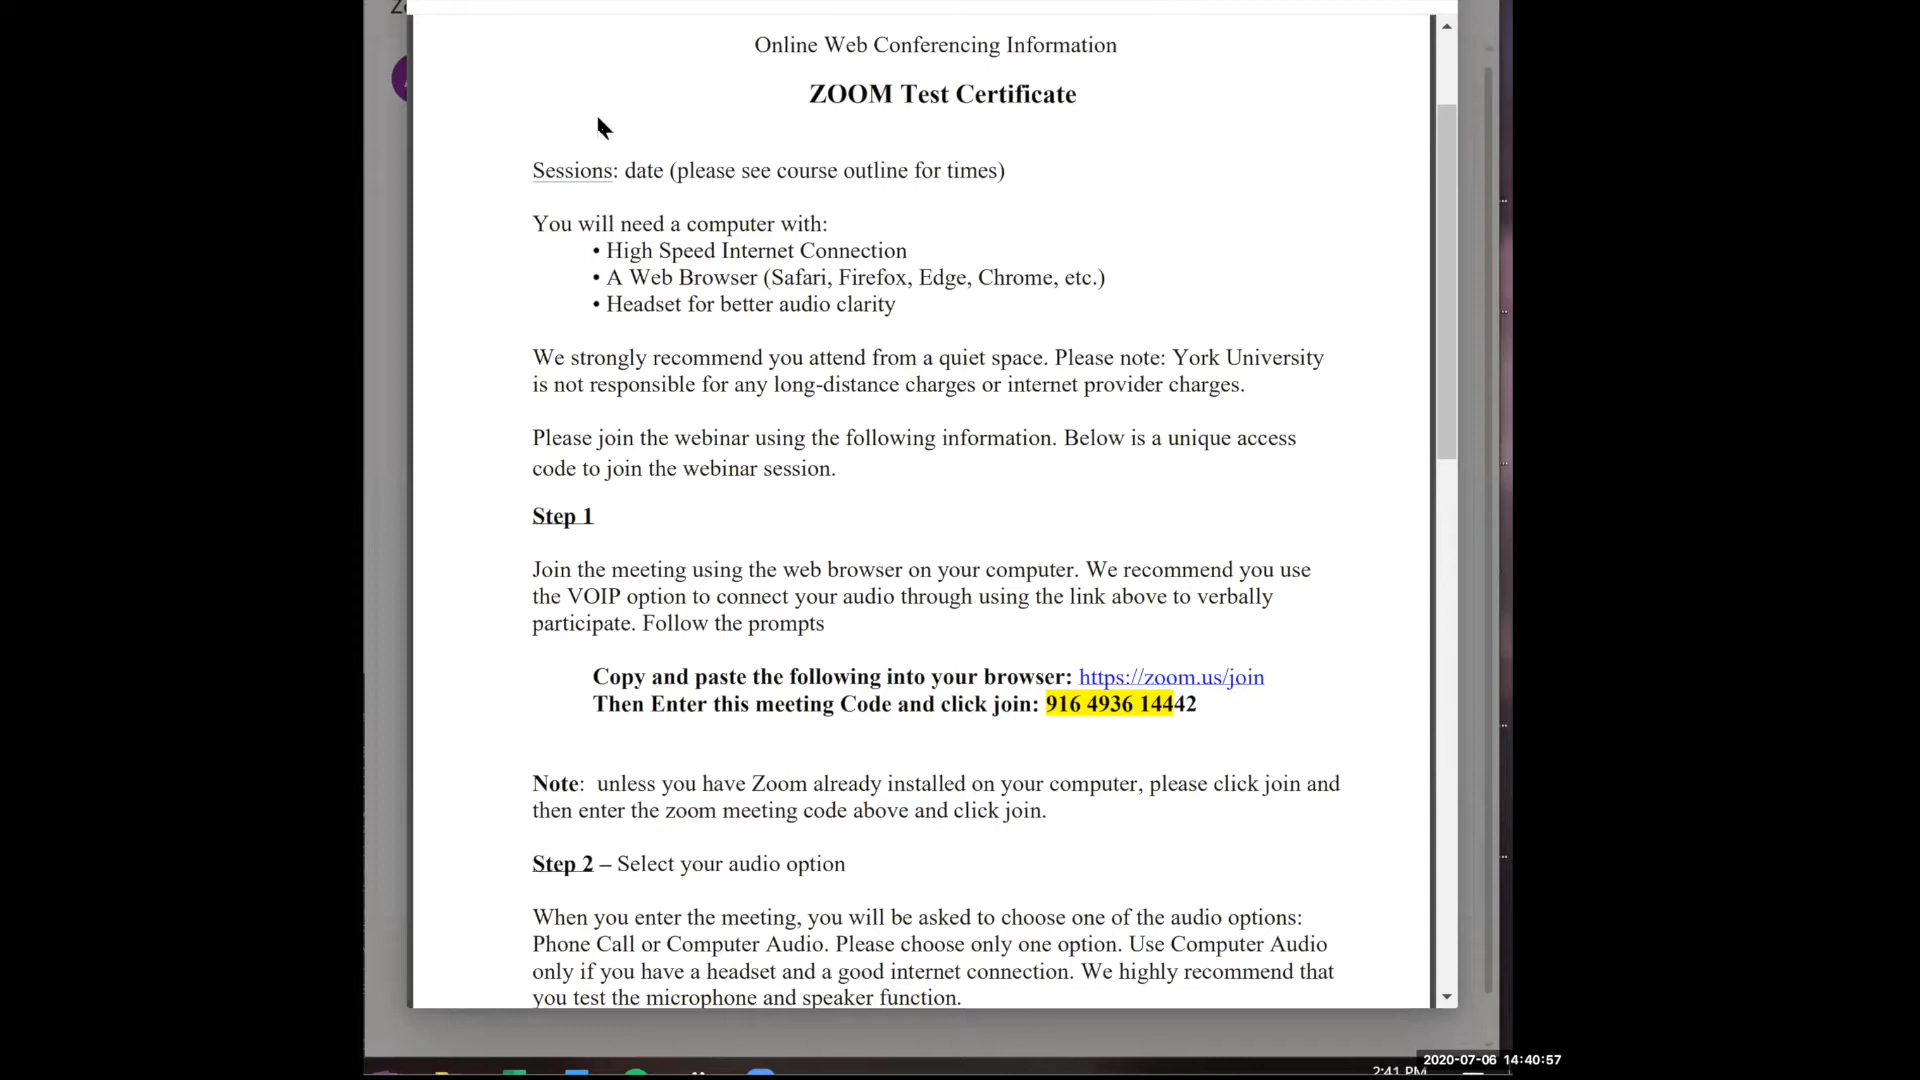 Online Web Conferencing Information
ZOOM Test Certificate
Sessions: date (please see course outline for times)
You will need a computer with:
• High Speed Internet Connection
• A Web Browser (Safari, Firefox, Edge, Chrome, etc.)
• Headset for better audio clarity
We strongly recommend you attend from a quiet space. Please note: York University
is not responsible for any long-distance charges or internet provider charges.
Please join the webinar using the following information. Below is a unique access
code to join the webinar session.
Step 1
Join the meeting using the web browser on your computer. We recommend you use
the VOIP option to connect your audio through using the link above to verbally
participate. Follow the prompts
Copy and paste the following into your browser: https://zoom.us/join
Then Enter this meeting Code and click join: 916 4936 14442
Note:  unless you have Zoom already installed on your computer, please click join and
then enter the zoom meeting code above and click join.
Step 2 – Select your audio option
When you enter the meeting, you will be asked to choose one of the audio options:
Phone Call or Computer Audio. Please choose only one option. Use Computer Audio
only if you have a headset and a good internet connection. We highly recommend that
you test the microphone and speaker function.
2020-07-06 14:40:57
2:41 PM